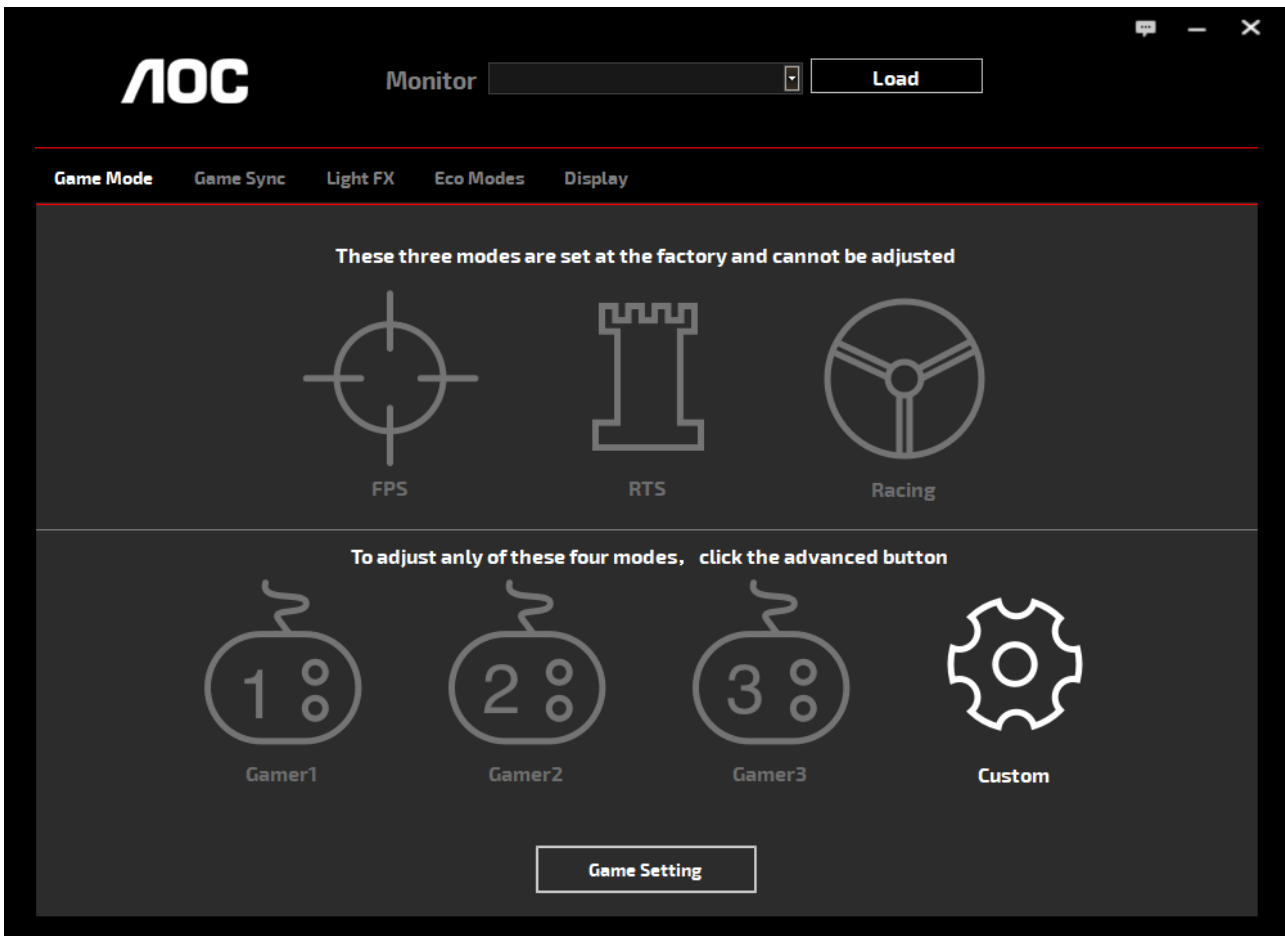 AOC
Monitor
Load
Game Mode Game Sync Light FX Eco Modes Display
These three modes are set at the factory and cannot be adjusted
FPS RTS Racing
To adjust anly of these four modes, click the advanced button
1 2 3
Gamer1 Gamer2 Gamer3 Custom
Game Setting